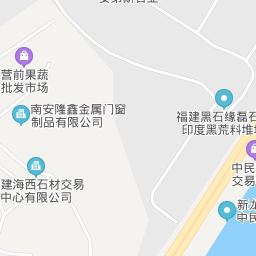 营前果蔬
批发市场
南安隆鑫金属门窗
制品有限公司
福建黑石缘磊石
印度黑荒料堆场
中民
交易
建海西石材交易
中心有限公司
新龙
中民